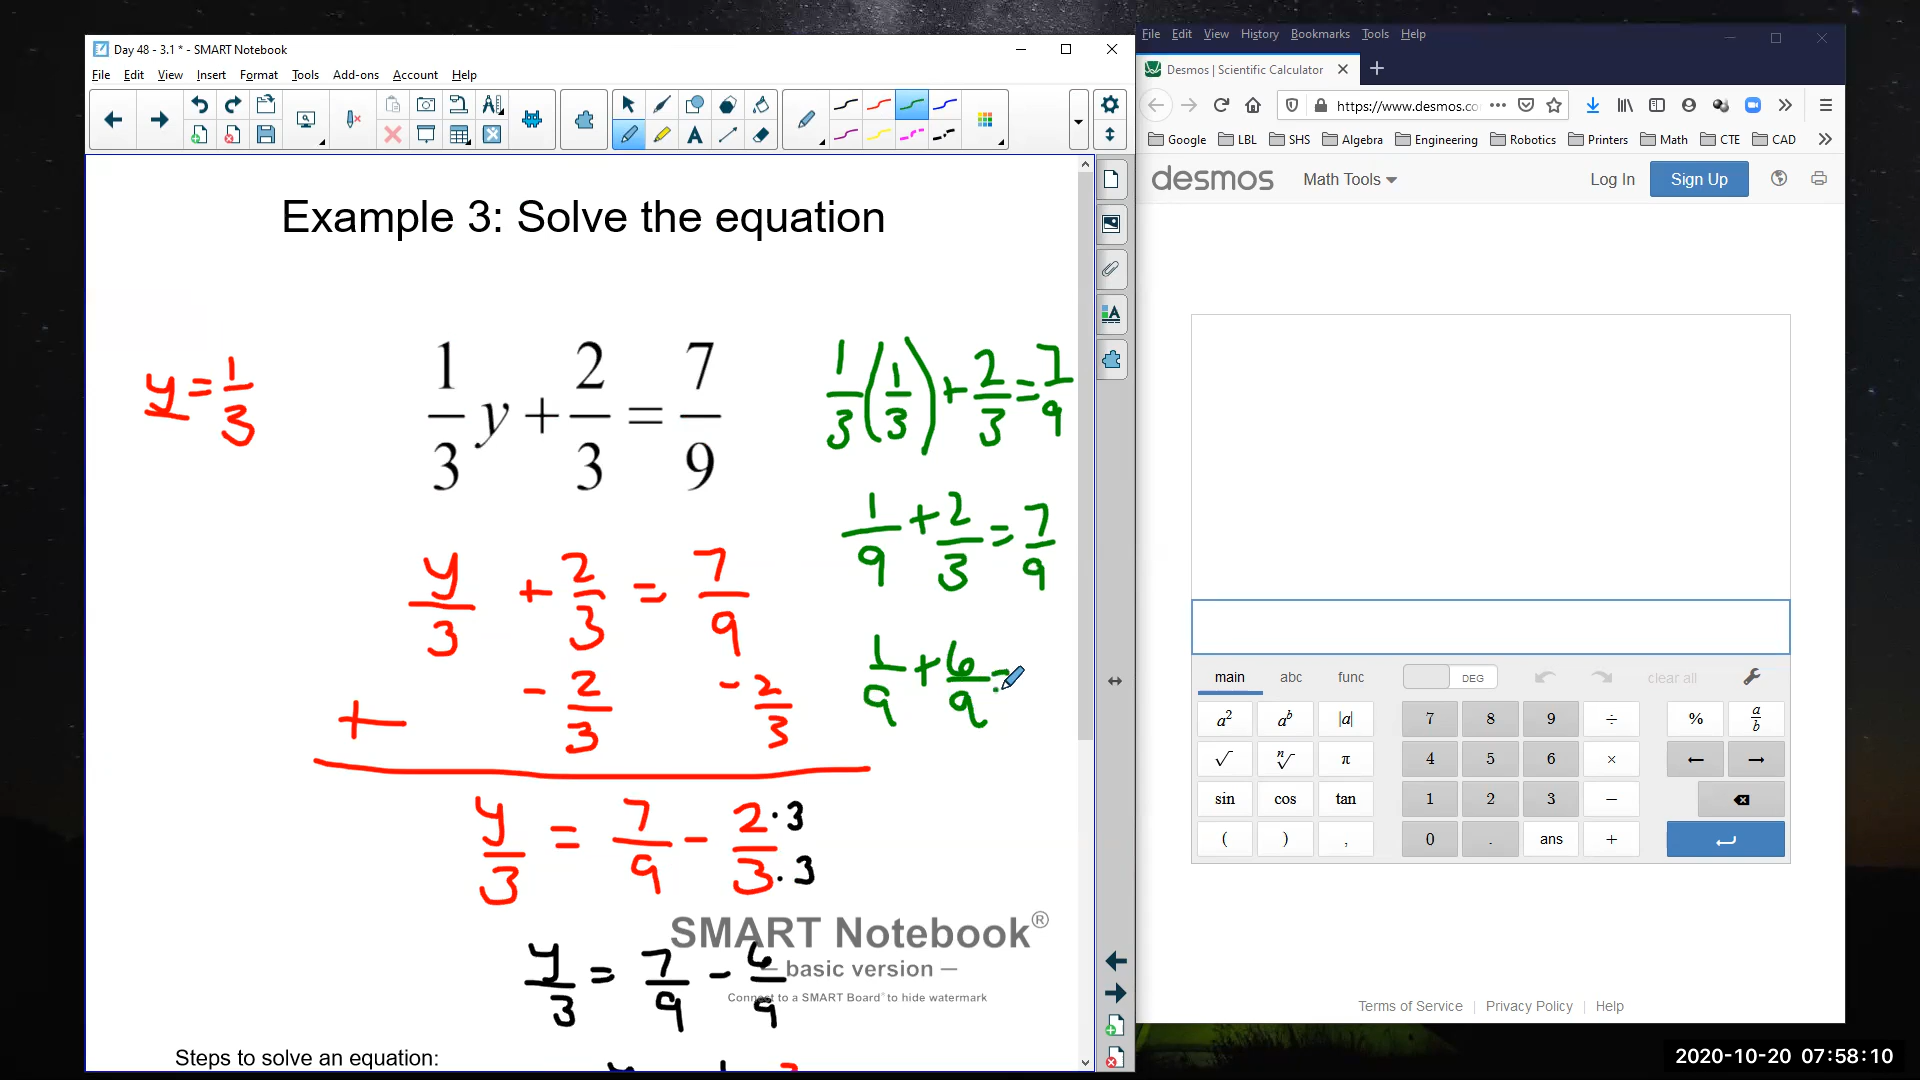 Day 48 - 3.1 * - SMART Notebook
File Edit View Insert Format Tools Add-ons Account Help
Example 3: Solve the equation
y = 1/3
1/3 y + 2/3 = 7/9
1/3 (1/3) + 2/3 = 7/9
1/9 + 2/3 = 7/9
y/3 + 2/3 = 7/9
1/9 + 6/9 =
+ - 2/3 - 2/3
y/3 = 7/9 - 2·3/3·3
y/3 = 7/9 - 6/9
SMART Notebook®
— basic version —
Connect to a SMART Board® to hide watermark
Steps to solve an equation:
File Edit View History Bookmarks Tools Help
Desmos | Scientific Calculator
https://www.desmos.co
Google LBL SHS Algebra Engineering Robotics Printers Math CTE CAD
desmos Math Tools Log In Sign Up
main abc func DEG clear all
a² aᵇ |a| 7 8 9 ÷ % a/b
√ ⁿ√ π 4 5 6 × ← →
sin cos tan 1 2 3 −
( ) , 0 . ans +
Terms of Service | Privacy Policy | Help
2020-10-20 07:58:10